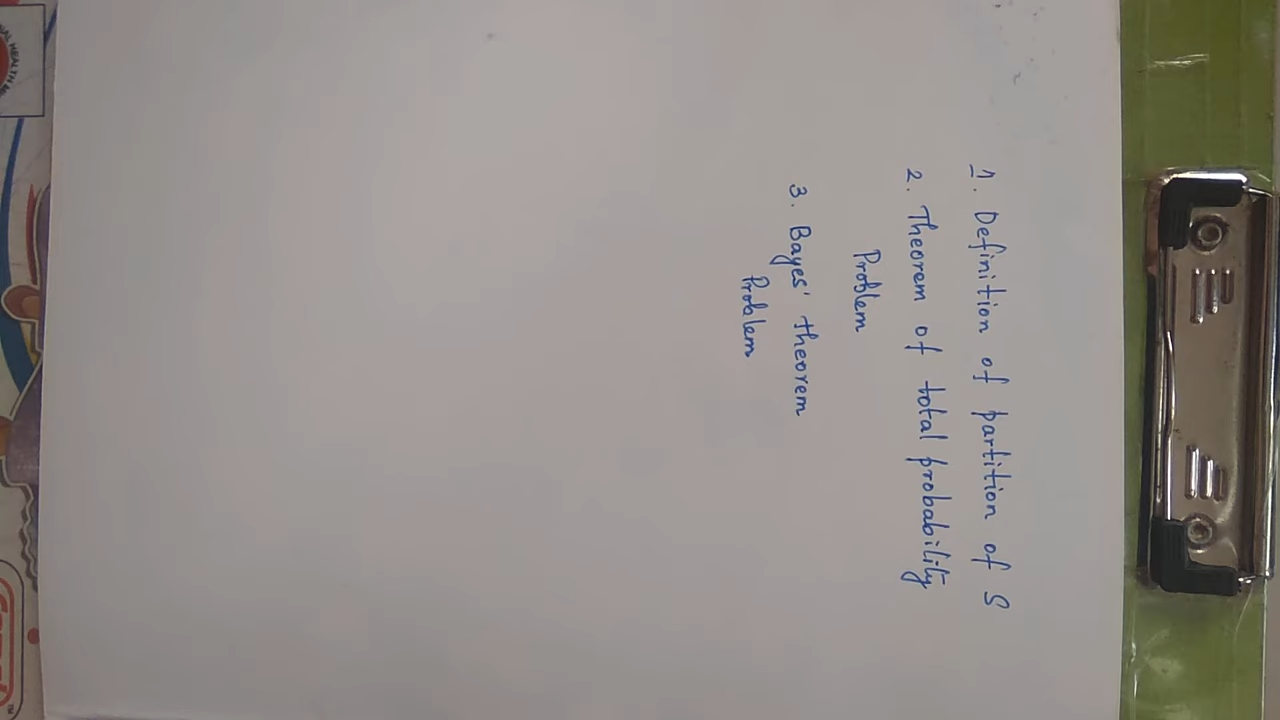 1. Definition of partition of S
2. Theorem of total probability
Problem
3. Bayes' theorem
Problem